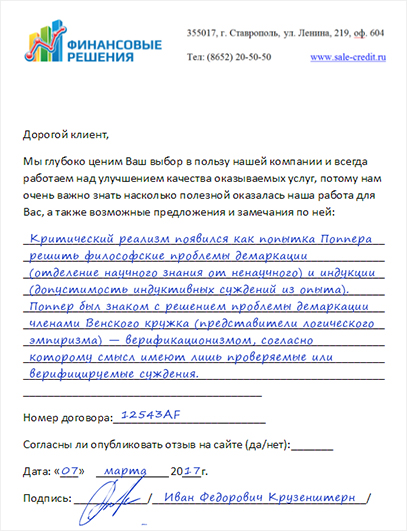 ФИНАНСОВЫЕ
РЕШЕНИЯ
355017, г. Ставрополь, ул. Ленина, 219, оф. 604
Тел: (8652) 20-50-50 www.sale-credit.ru
Дорогой клиент,
Мы глубоко ценим Ваш выбор в пользу нашей компании и всегда
работаем над улучшением качества оказываемых услуг, потому нам
очень важно знать насколько полезной оказалась наша работа для
Вас, а также возможные предложения и замечания по ней:
Критический реализм появился как попытка Поппера
решить философские проблемы демаркации
(отделение научного знания от ненаучного) и индукции
(допустимость индуктивных суждений из опыта).
Поппер был знаком с решением проблемы демаркации
членами Венского кружка (представители логического
эмпиризма) — верификационизмом, согласно
которому смысл имеют лишь проверяемые или
верифицируемые суждения.
Номер договора: 12543AF
Согласны ли опубликовать отзыв на сайте (да/нет):
Дата: «07» марта 2017г.
Подпись: / Иван Федорович Крузенштерн /